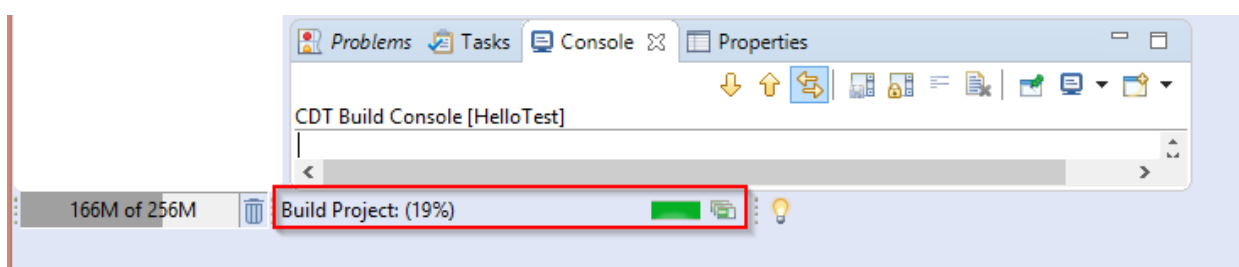 Problems Tasks Console Properties
CDT Build Console [HelloTest]
166M of 256M Build Project: (19%)